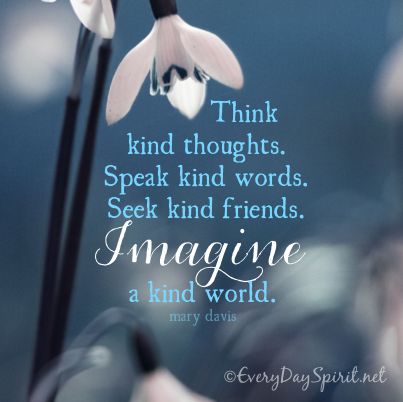 Think
kind thoughts.
Speak kind words.
Seek kind friends.
Imagine
a kind world.
mary davis
©EveryDaySpirit.net